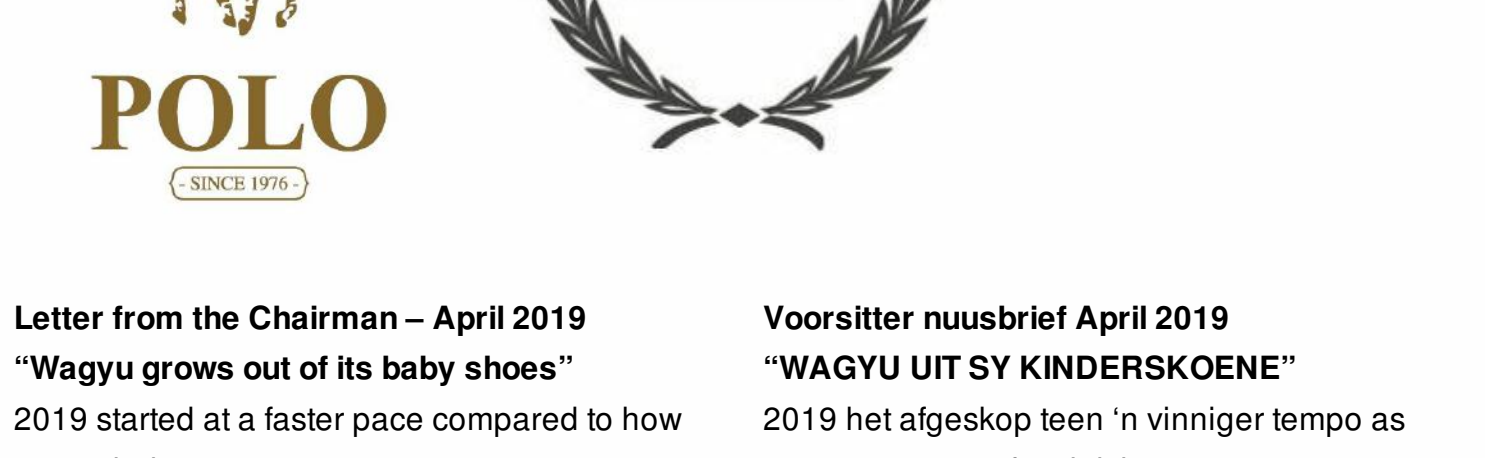 POLO
- SINCE 1976 -
Letter from the Chairman – April 2019
“Wagyu grows out of its baby shoes”
2019 started at a faster pace compared to how
Voorsitter nuusbrief April 2019
“WAGYU UIT SY KINDERSKOENE”
2019 het afgeskop teen ‘n vinniger tempo as